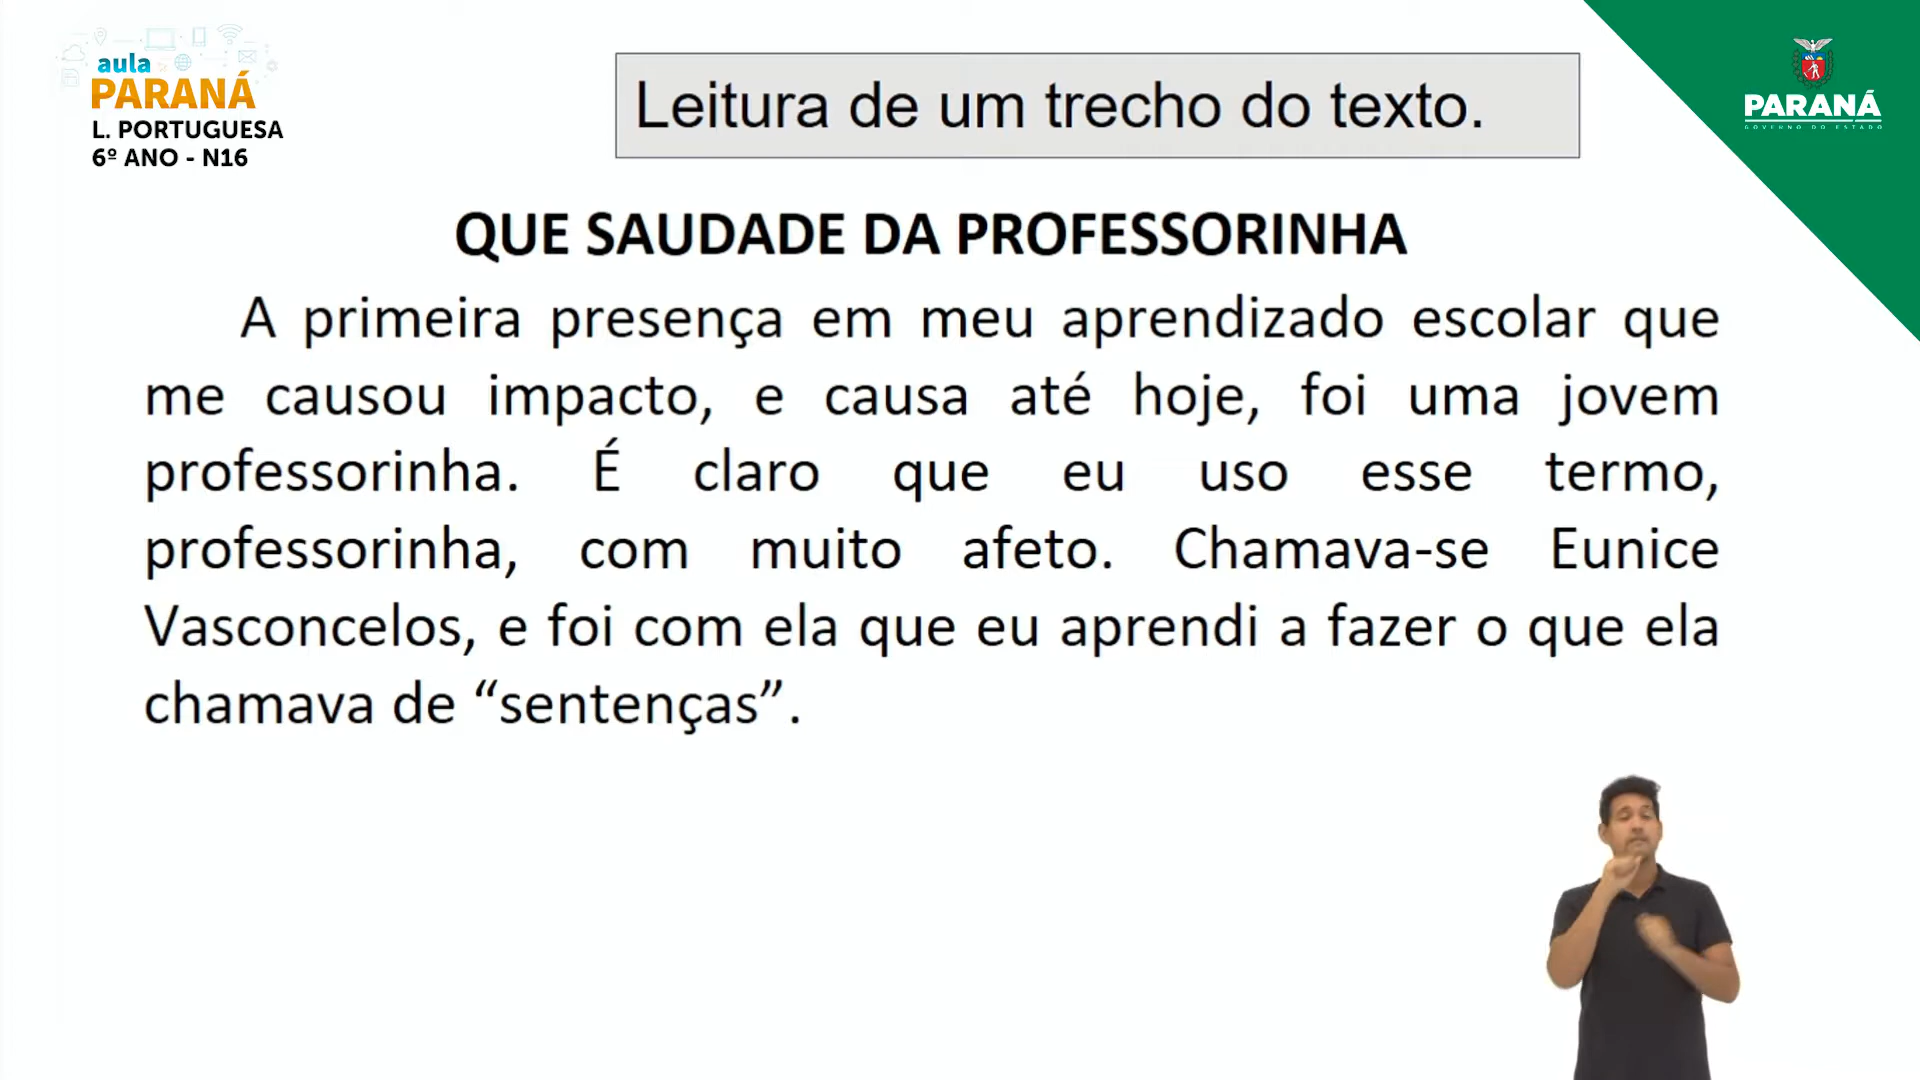 aula
PARANÁ
L. PORTUGUESA
6º ANO - N16
Leitura de um trecho do texto.
PARANÁ
GOVERNO DO ESTADO
QUE SAUDADE DA PROFESSORINHA
A primeira presença em meu aprendizado escolar que
me causou impacto, e causa até hoje, foi uma jovem
professorinha. É claro que eu uso esse termo,
professorinha, com muito afeto. Chamava-se Eunice
Vasconcelos, e foi com ela que eu aprendi a fazer o que ela
chamava de “sentenças”.